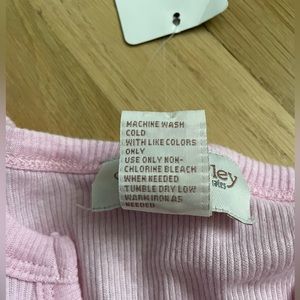 MACHINE WASH
COLD
WITH LIKE COLORS
ONLY
USE ONLY NON-
CHLORINE BLEACH
WHEN NEEDED
TUMBLE DRY LOW
WARM IRON AS
NEEDED
ley